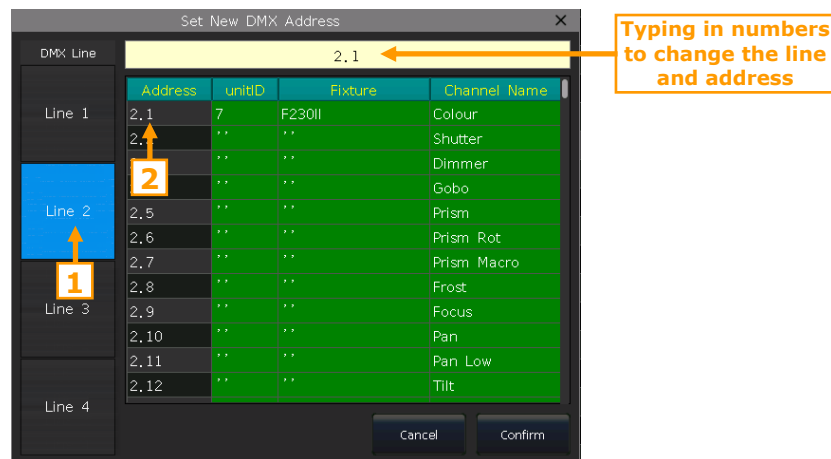 Set New DMX Address ×
DMX Line
2.1
Typing in numbers
to change the line
and address
Line 1
Line 2
Line 3
Line 4
Address unitID Fixture Channel Name
2.1 7 F230II Colour
2. ’’ ’’ Shutter
’’ ’’ Dimmer
’’ ’’ Gobo
2.5 ’’ ’’ Prism
2.6 ’’ ’’ Prism Rot
2.7 ’’ ’’ Prism Macro
2.8 ’’ ’’ Frost
2.9 ’’ ’’ Focus
2.10 ’’ ’’ Pan
2.11 ’’ ’’ Pan Low
2.12 ’’ ’’ Tilt
1
2
Cancel Confirm